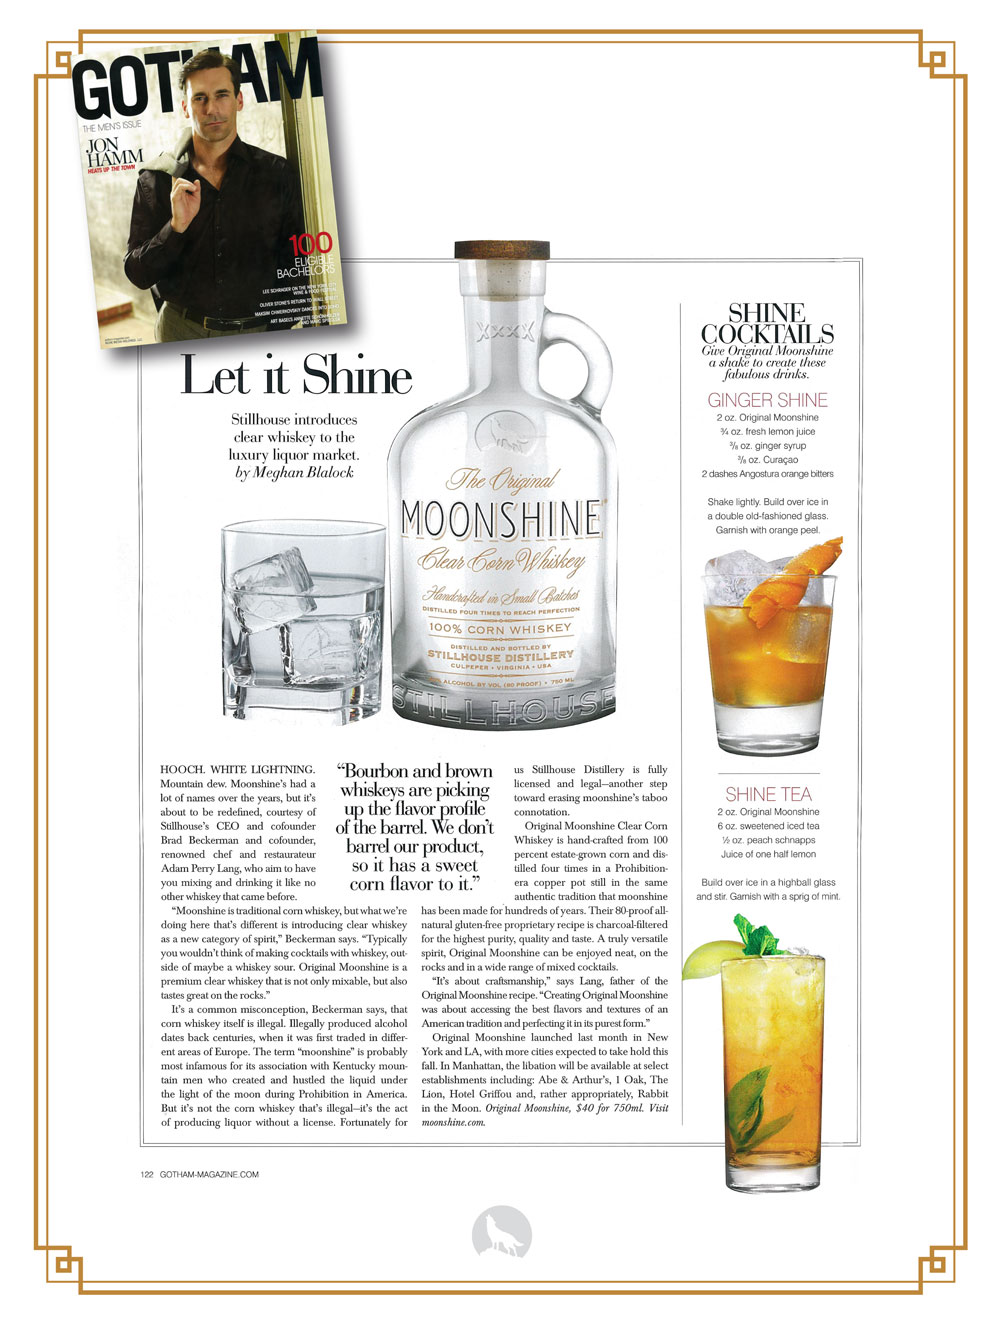 GOTHAM
THE MEN'S ISSUE
JON
HAMM
HEATS UP THE TOWN
100
ELIGIBLE
BACHELORS
LEE SCHRAGER ON THE NEW YORK CITY
WINE & FOOD FESTIVAL
OLIVER STONE'S RETURN TO WALL STREET
MAKSIM CHMERKOVSKIY DANCES INTO SOHO
Let it Shine
Stillhouse introduces
clear whiskey to the
luxury liquor market.
by Meghan Blalock
XXXX
The Original
MOONSHINE
Clear Corn Whiskey
Handcrafted in Small Batches
DISTILLED FOUR TIMES TO REACH PERFECTION
100% CORN WHISKEY
DISTILLED AND BOTTLED BY
STILLHOUSE DISTILLERY
CULPEPER • VIRGINIA • USA
ALCOHOL BY VOL (80 PROOF) • 750 ML
STILLHOUSE
HOOCH. WHITE LIGHTNING.
Mountain dew. Moonshine's had a
lot of names over the years, but it's
about to be redefined, courtesy of
Stillhouse's CEO and cofounder
Brad Beckerman and cofounder,
renowned chef and restaurateur
Adam Perry Lang, who aim to have
you mixing and drinking it like no
other whiskey that came before.
"Moonshine is traditional corn whiskey, but what we're
doing here that's different is introducing clear whiskey
as a new category of spirit," Beckerman says. "Typically
you wouldn't think of making cocktails with whiskey, out-
side of maybe a whiskey sour. Original Moonshine is a
premium clear whiskey that is not only mixable, but also
tastes great on the rocks."
It's a common misconception, Beckerman says, that
corn whiskey itself is illegal. Illegally produced alcohol
dates back centuries, when it was first traded in differ-
ent areas of Europe. The term "moonshine" is probably
most infamous for its association with Kentucky moun-
tain men who created and hustled the liquid under
the light of the moon during Prohibition in America.
But it's not the corn whiskey that's illegal—it's the act
of producing liquor without a license. Fortunately for
"Bourbon and brown
whiskeys are picking
up the flavor profile
of the barrel. We don't
barrel our product,
so it has a sweet
corn flavor to it."
us Stillhouse Distillery is fully
licensed and legal—another step
toward erasing moonshine's taboo
connotation.
Original Moonshine Clear Corn
Whiskey is hand-crafted from 100
percent estate-grown corn and dis-
tilled four times in a Prohibition-
era copper pot still in the same
authentic tradition that moonshine
has been made for hundreds of years. Their 80-proof all-
natural gluten-free proprietary recipe is charcoal-filtered
for the highest purity, quality and taste. A truly versatile
spirit, Original Moonshine can be enjoyed neat, on the
rocks and in a wide range of mixed cocktails.
"It's about craftsmanship," says Lang, father of the
Original Moonshine recipe. "Creating Original Moonshine
was about accessing the best flavors and textures of an
American tradition and perfecting it in its purest form."
Original Moonshine launched last month in New
York and LA, with more cities expected to take hold this
fall. In Manhattan, the libation will be available at select
establishments including: Abe & Arthur's, 1 Oak, The
Lion, Hotel Griffou and, rather appropriately, Rabbit
in the Moon. Original Moonshine, $40 for 750ml. Visit
moonshine.com.
SHINE
COCKTAILS
Give Original Moonshine
a shake to create these
fabulous drinks.
GINGER SHINE
2 oz. Original Moonshine
¾ oz. fresh lemon juice
⅜ oz. ginger syrup
⅜ oz. Curaçao
2 dashes Angostura orange bitters
Shake lightly. Build over ice in
a double old-fashioned glass.
Garnish with orange peel.
SHINE TEA
2 oz. Original Moonshine
6 oz. sweetened iced tea
½ oz. peach schnapps
Juice of one half lemon
Build over ice in a highball glass
and stir. Garnish with a sprig of mint.
122 GOTHAM-MAGAZINE.COM